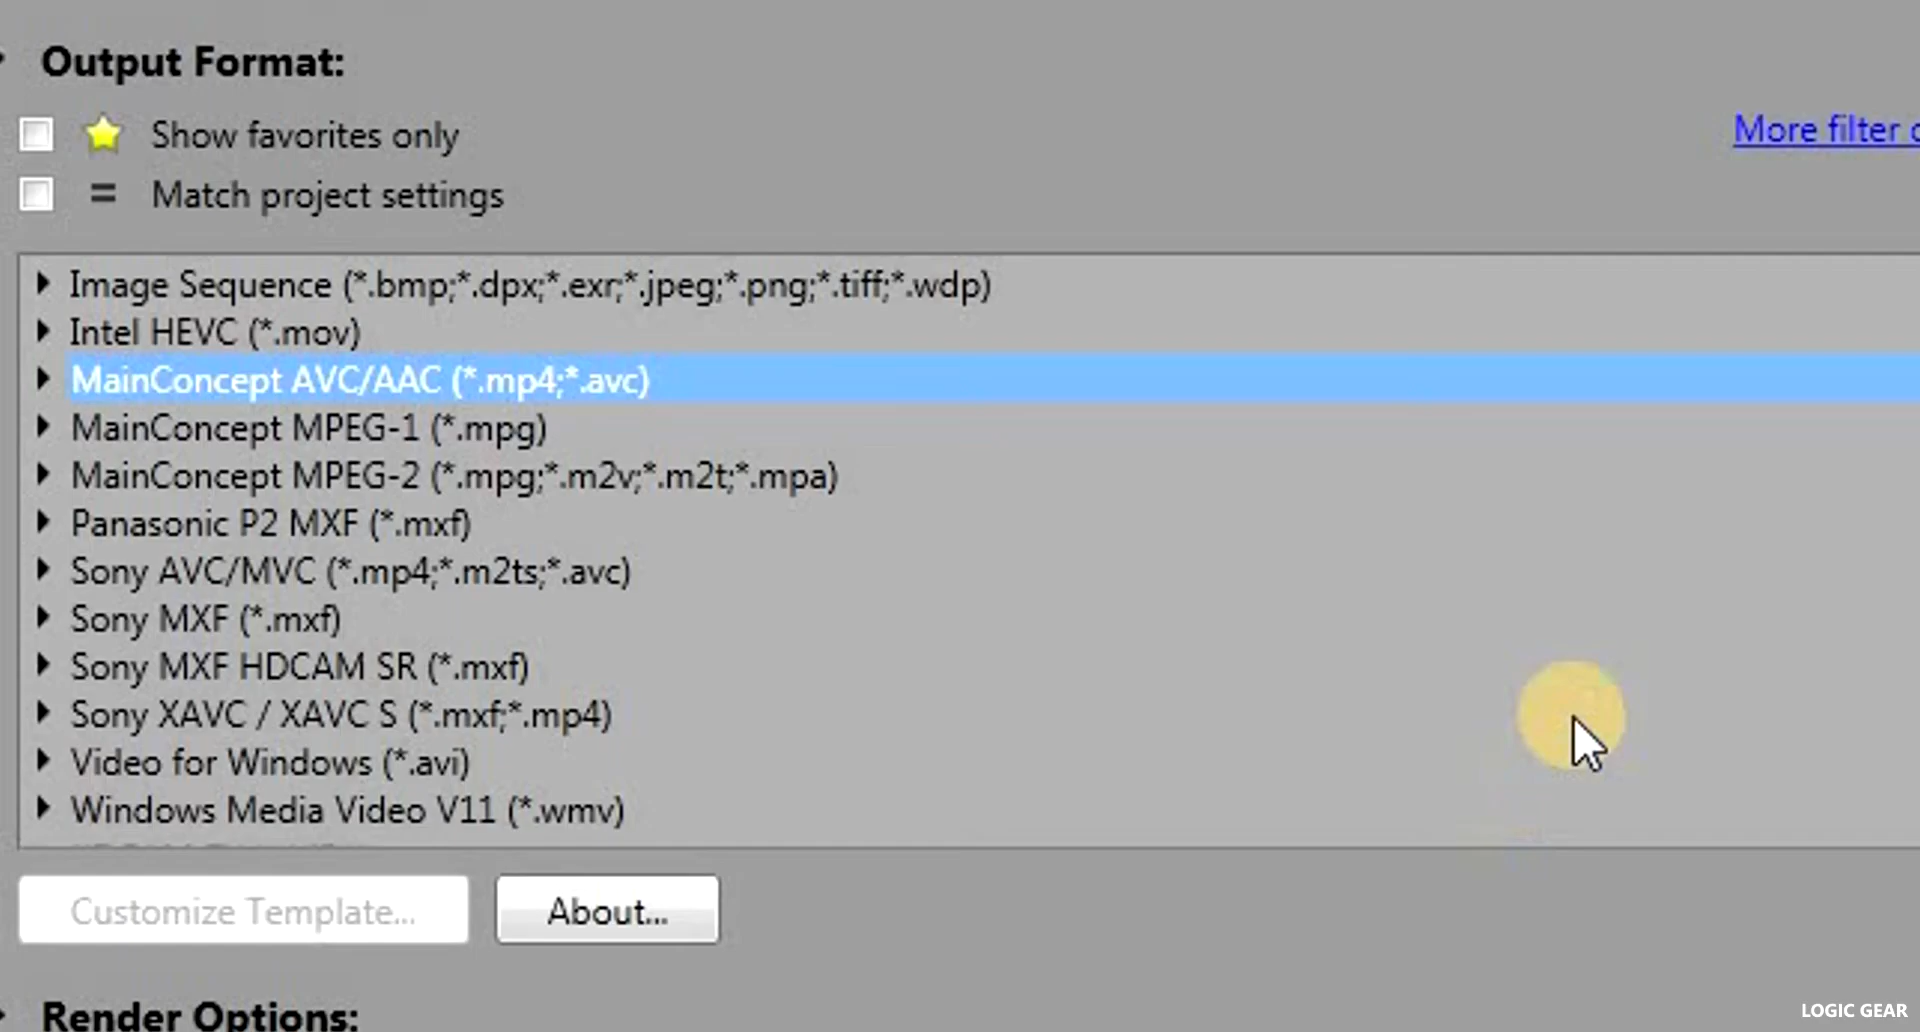 Output Format:
Show favorites only
More filter
= Match project settings
Image Sequence (*.bmp;*.dpx;*.exr;*.jpeg;*.png;*.tiff;*.wdp)
Intel HEVC (*.mov)
MainConcept AVC/AAC (*.mp4;*.avc)
MainConcept MPEG-1 (*.mpg)
MainConcept MPEG-2 (*.mpg;*.m2v;*.m2t;*.mpa)
Panasonic P2 MXF (*.mxf)
Sony AVC/MVC (*.mp4;*.m2ts;*.avc)
Sony MXF (*.mxf)
Sony MXF HDCAM SR (*.mxf)
Sony XAVC / XAVC S (*.mxf;*.mp4)
Video for Windows (*.avi)
Windows Media Video V11 (*.wmv)
Customize Template...
About...
Render Options:
LOGIC GEAR